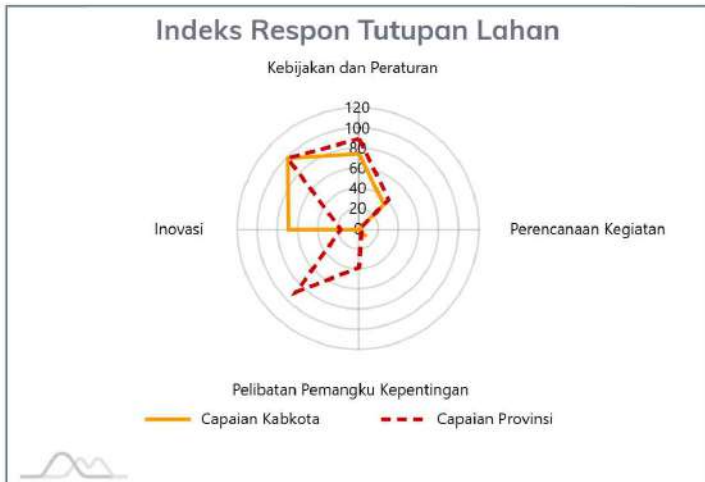 Indeks Respon Tutupan Lahan
Kebijakan dan Peraturan
120
100
80
60
40
20
0
Inovasi
Perencanaan Kegiatan
Pelibatan Pemangku Kepentingan
Capaian Kabkota
Capaian Provinsi